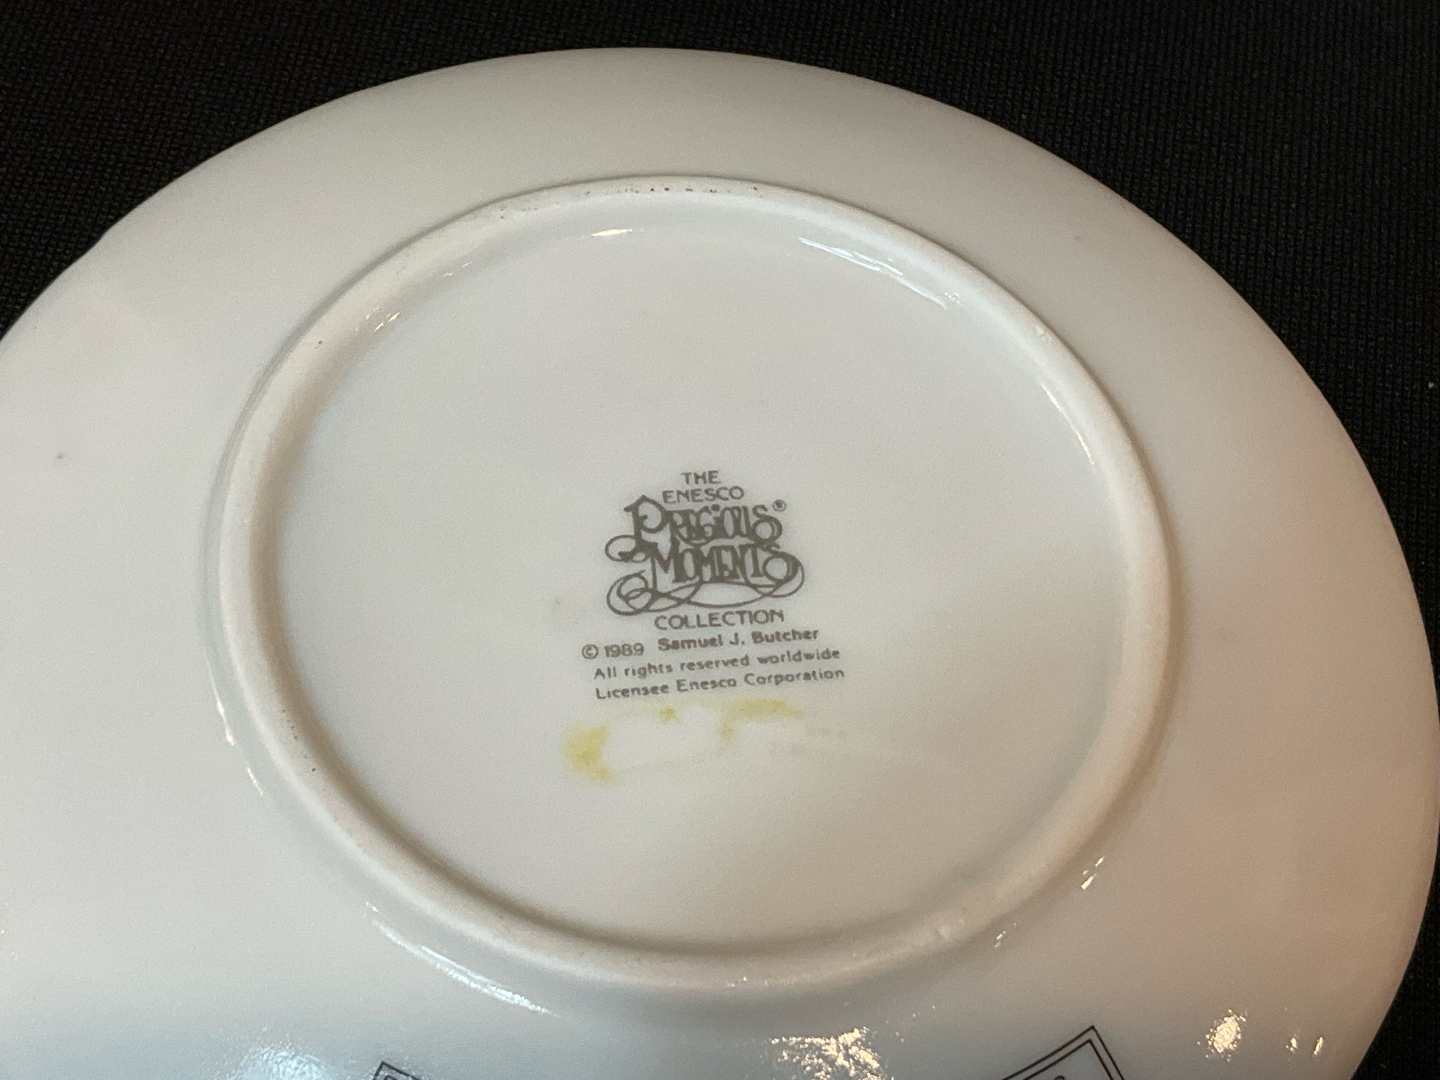 THE
ENESCO
PRECIOUS®
MOMENTS
COLLECTION
© 1989 Samuel J. Butcher
All rights reserved worldwide
Licensee Enesco Corporation